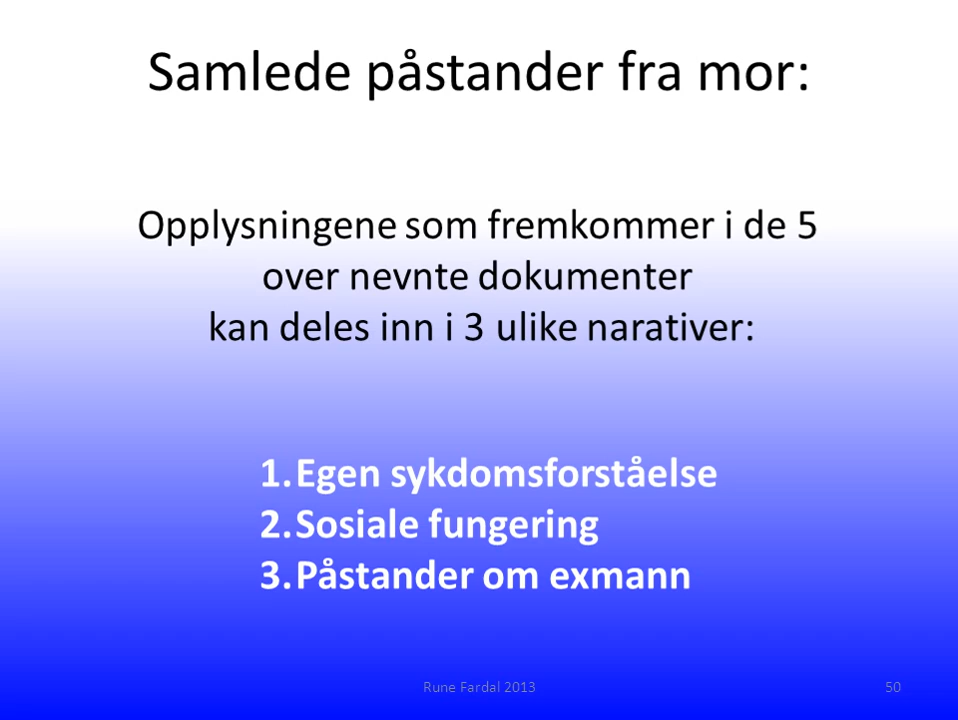 Samlede påstander fra mor:
Opplysningene som fremkommer i de 5
over nevnte dokumenter
kan deles inn i 3 ulike narativer:
1. Egen sykdomsforståelse
2. Sosiale fungering
3. Påstander om exmann
Rune Fardal 2013 50